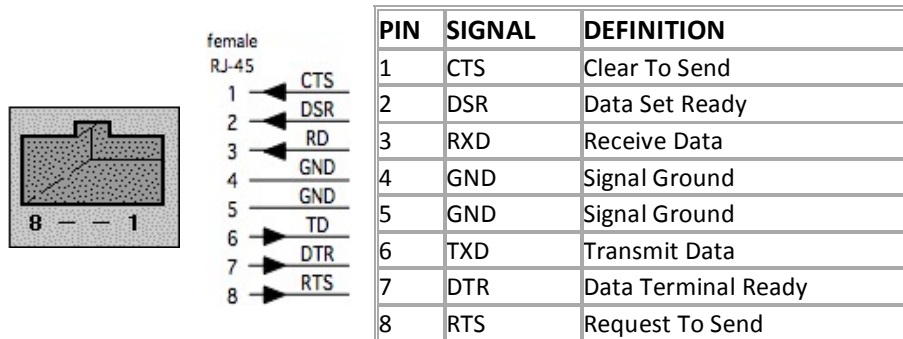 8 – – 1
female
RJ-45
1 CTS
2 DSR
3 RD
4 GND
5 GND
6 TD
7 DTR
8 RTS
PIN SIGNAL DEFINITION
1 CTS Clear To Send
2 DSR Data Set Ready
3 RXD Receive Data
4 GND Signal Ground
5 GND Signal Ground
6 TXD Transmit Data
7 DTR Data Terminal Ready
8 RTS Request To Send